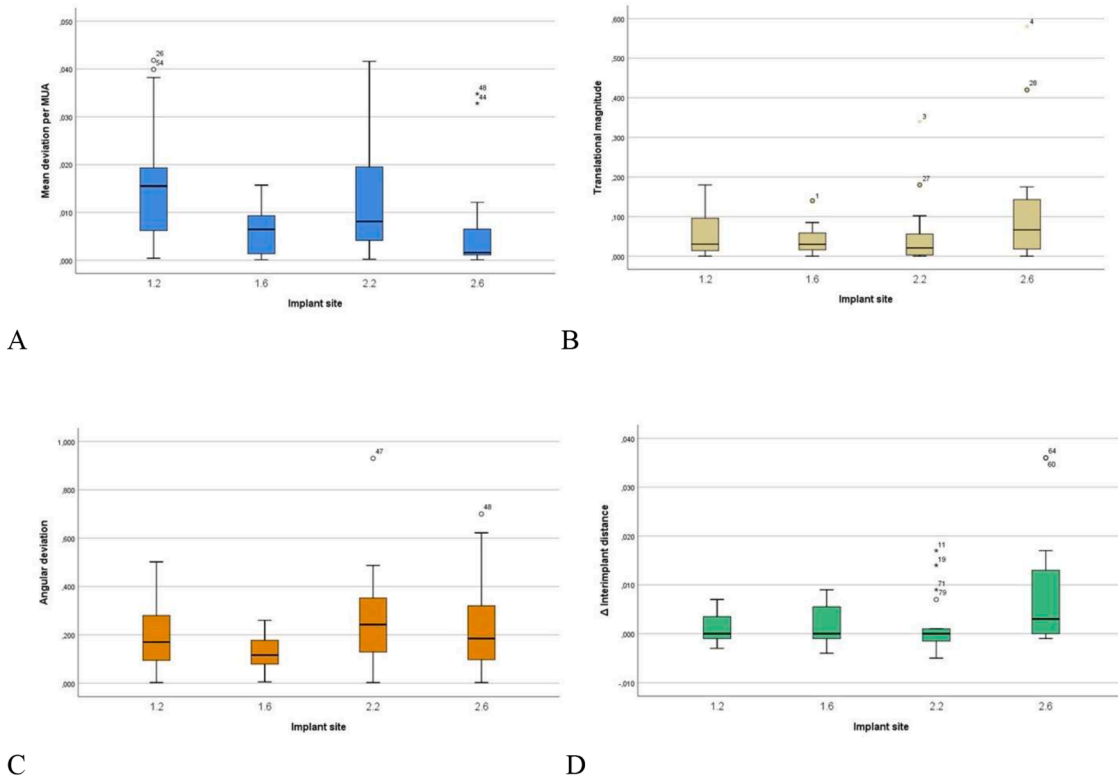 ,050
,040
,030
,020
,010
,000
Mean deviation per MUA
26
54
48
44
1.2 1.6 2.2 2.6
Implant site
A
,600
,500
,400
,300
,200
,100
,000
Translational magnitude
1
3
27
4
28
1.2 1.6 2.2 2.6
Implant site
B
1,000
,800
,600
,400
,200
,000
Angular deviation
47
48
1.2 1.6 2.2 2.6
Implant site
C
,040
,030
,020
,010
,000
-,010
Δ Interimplant distance
11
19
71
79
64
60
1.2 1.6 2.2 2.6
Implant site
D